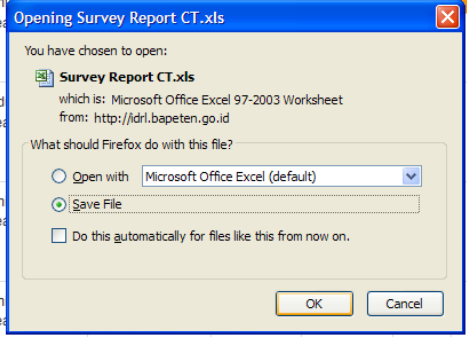 Opening Survey Report CT.xls
You have chosen to open:
Survey Report CT.xls
which is: Microsoft Office Excel 97-2003 Worksheet
from: http://idrl.bapeten.go.id
What should Firefox do with this file?
Open with Microsoft Office Excel (default)
Save File
Do this automatically for files like this from now on.
OK Cancel